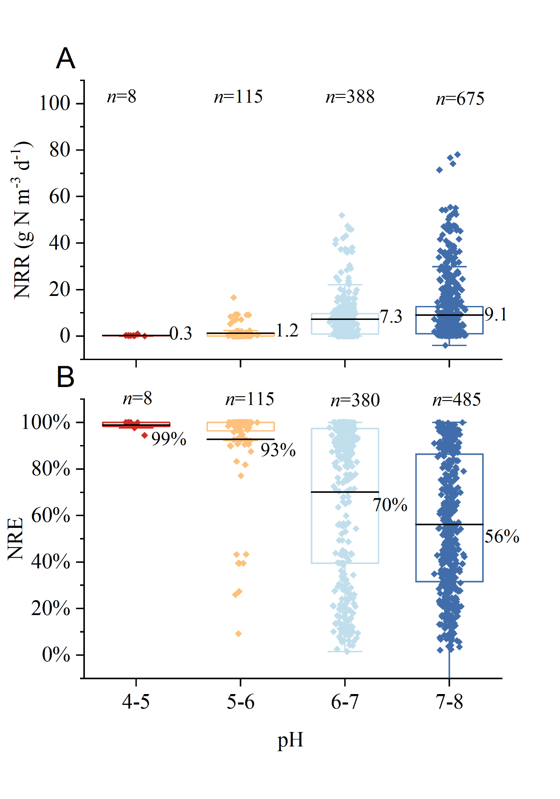 A
n=8 n=115 n=388 n=675
100
80
60
40
20
0
NRR (g N m-3 d-1)
0.3 1.2 7.3 9.1
B
n=8 n=115 n=380 n=485
100%
80%
60%
40%
20%
0%
NRE
99% 93% 70% 56%
4-5 5-6 6-7 7-8
pH